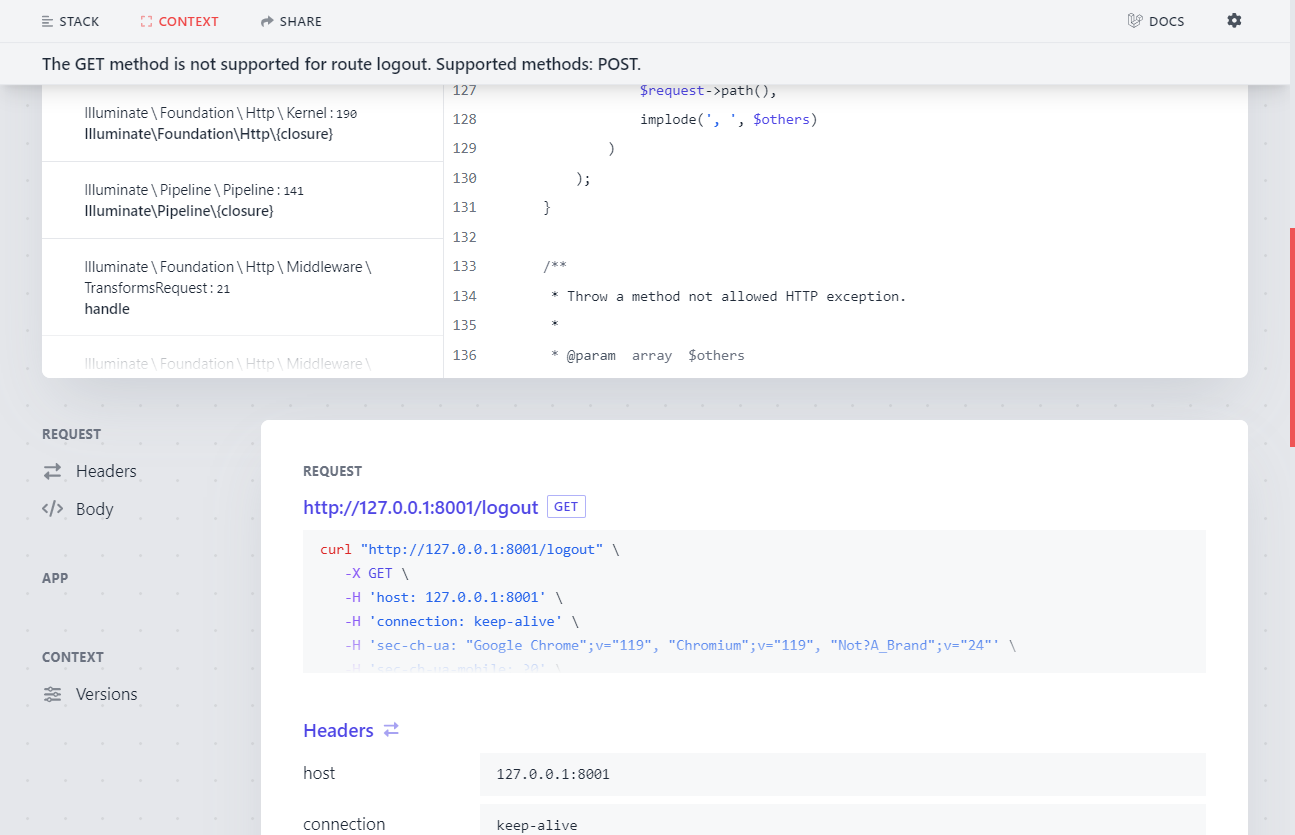 STACK CONTEXT SHARE DOCS
The GET method is not supported for route logout. Supported methods: POST.
Illuminate \ Foundation \ Http \ Kernel : 190
Illuminate\Foundation\Http\{closure}
Illuminate \ Pipeline \ Pipeline : 141
Illuminate\Pipeline\{closure}
Illuminate \ Foundation \ Http \ Middleware \
TransformsRequest : 21
handle
Illuminate \ Foundation \ Http \ Middleware \
127 $request->path(),
128 implode(', ', $others)
129 )
130 );
131 }
132
133 /**
134 * Throw a method not allowed HTTP exception.
135 *
136 * @param array $others
REQUEST
Headers
Body
APP
CONTEXT
Versions
REQUEST
http://127.0.0.1:8001/logout GET
curl "http://127.0.0.1:8001/logout" \
-X GET \
-H 'host: 127.0.0.1:8001' \
-H 'connection: keep-alive' \
-H 'sec-ch-ua: "Google Chrome";v="119", "Chromium";v="119", "Not?A_Brand";v="24"' \
-H 'sec-ch-ua-mobile: ?0' \
Headers
host 127.0.0.1:8001
connection keep-alive